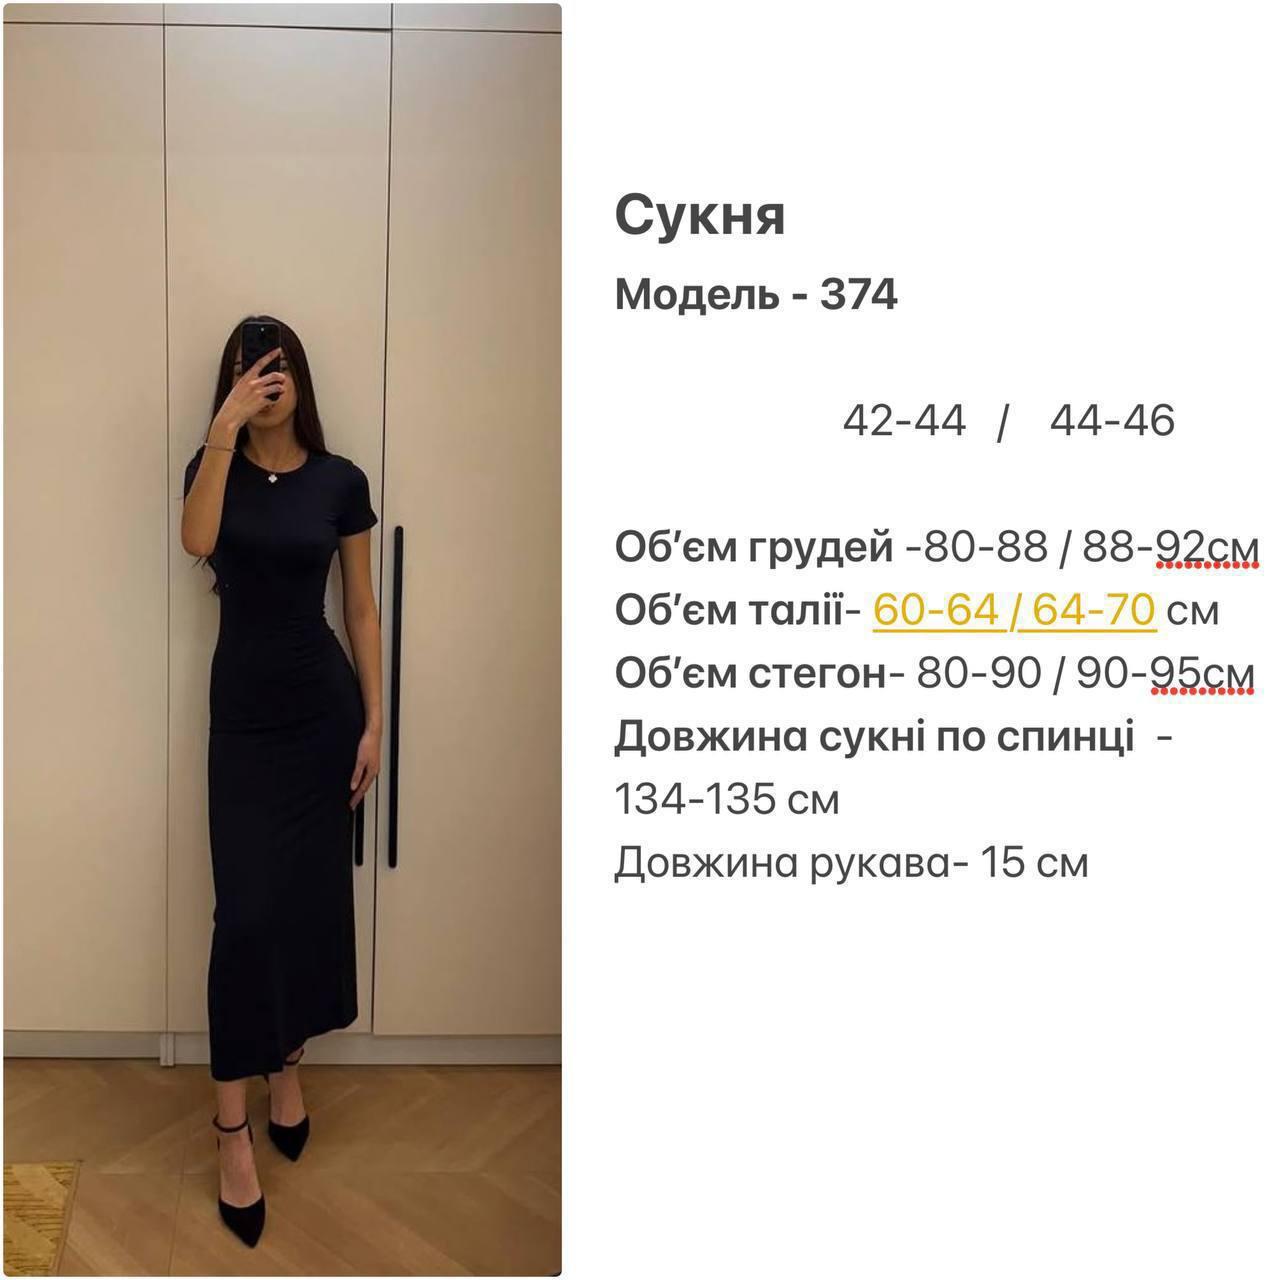 Сукня
Модель - 374
42-44 / 44-46
Об’єм грудей -80-88 / 88-92см
Об’єм талії- 60-64 / 64-70 см
Об’єм стегон- 80-90 / 90-95см
Довжина сукні по спинці -
134-135 см
Довжина рукава- 15 см